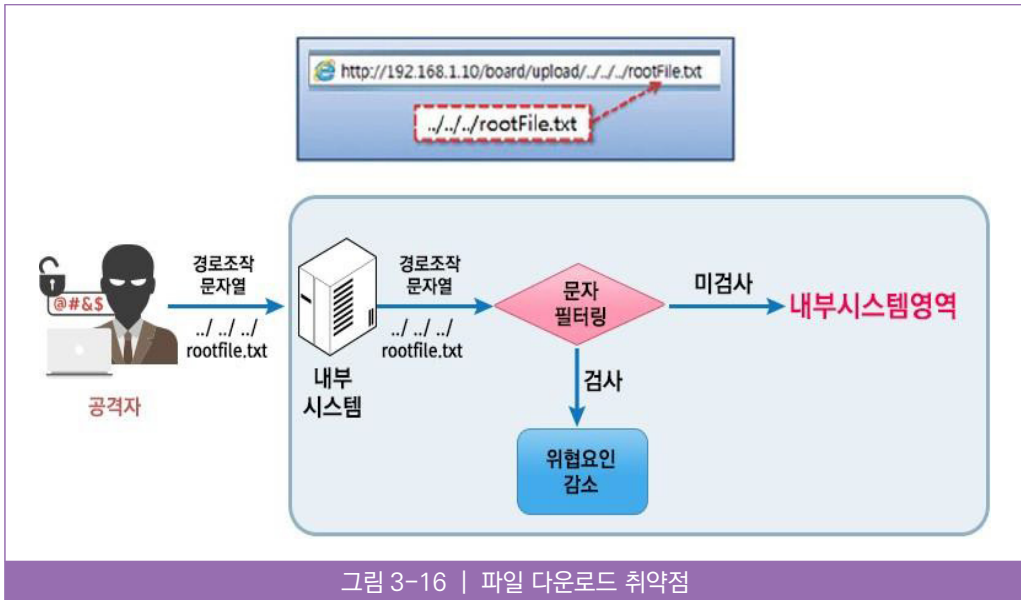 http://192.168.1.10/board/upload/../../../rootFile.txt
../../../rootFile.txt
@#&$
공격자
경로조작
문자열
../ ../ ../
rootfile.txt
내부
시스템
경로조작
문자열
../ ../ ../
rootfile.txt
문자
필터링
미검사
내부시스템영역
검사
위협요인
감소
그림 3-16 | 파일 다운로드 취약점